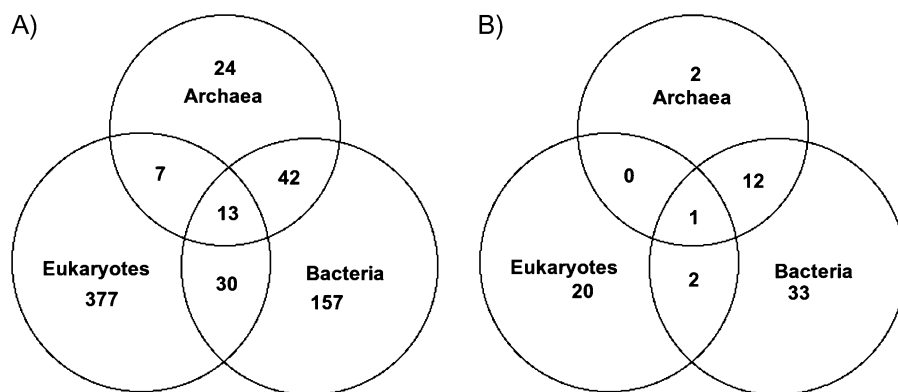 A)
24
Archaea
7
42
13
Eukaryotes
377
30
Bacteria
157
B)
2
Archaea
0
12
1
Eukaryotes
20
2
Bacteria
33